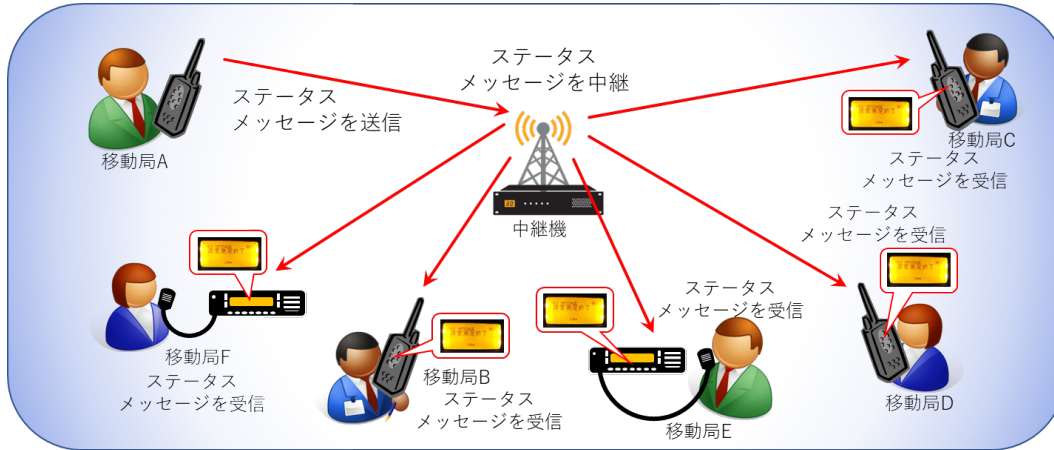 ステータス
メッセージを中継
ステータス
メッセージを送信
移動局A
移動局C
ステータス
メッセージを受信
中継機
ステータス
メッセージを受信
ステータス
メッセージを受信
移動局F
ステータス
メッセージを受信
移動局B
ステータス
メッセージを受信
移動局E
移動局D